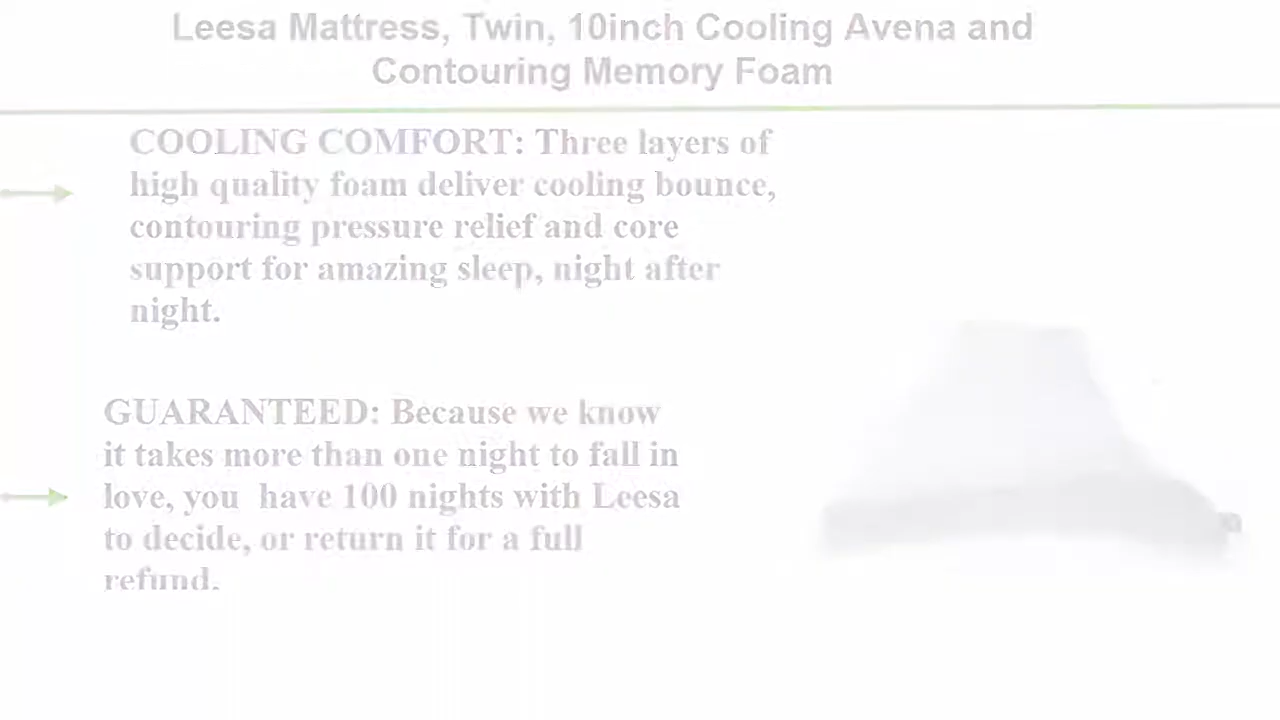 Leesa Mattress, Twin, 10inch Cooling Avena and
Contouring Memory Foam
COOLING COMFORT: Three layers of
high quality foam deliver cooling bounce,
contouring pressure relief and core
support for amazing sleep, night after
night.
GUARANTEED: Because we know
it takes more than one night to fall in
love, you  have 100 nights with Leesa
to decide, or return it for a full
refund.